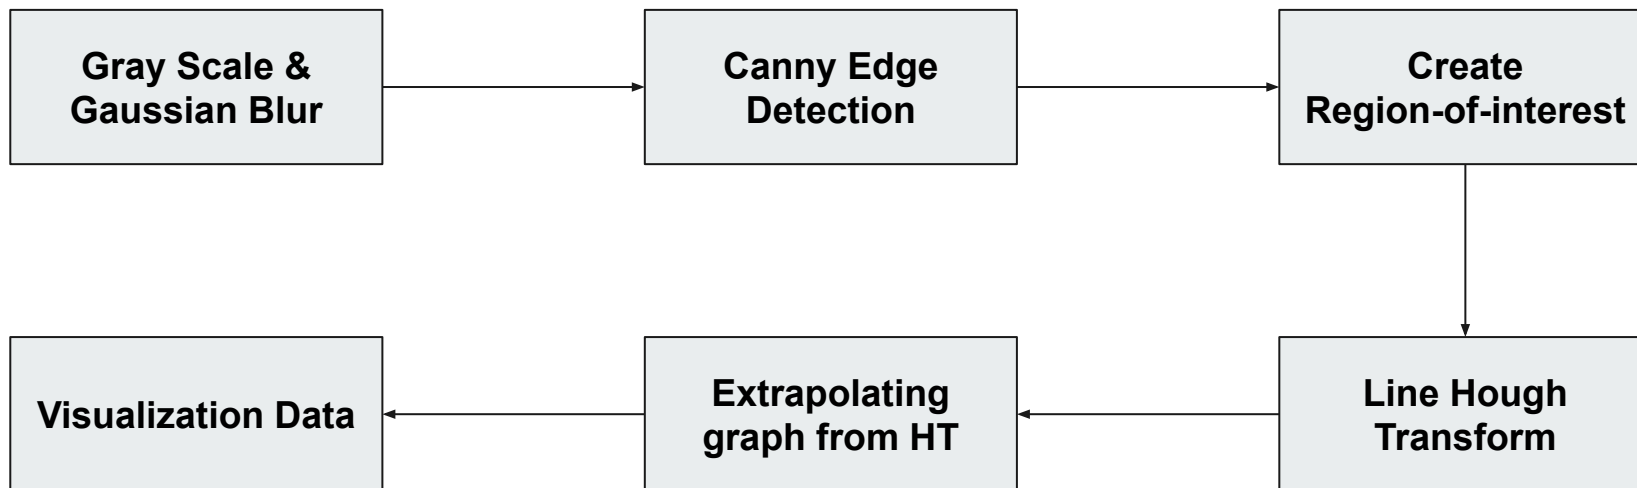 Gray Scale &
Gaussian Blur
Canny Edge
Detection
Create
Region-of-interest
Line Hough
Transform
Extrapolating
graph from HT
Visualization Data